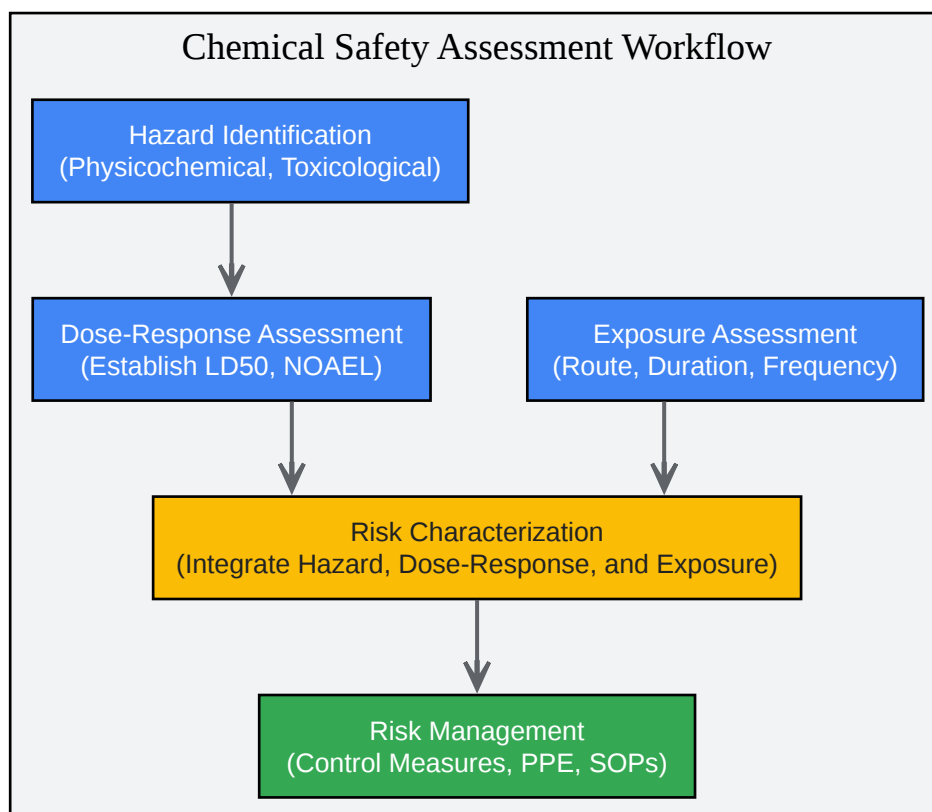 Chemical Safety Assessment Workflow
Hazard Identification
(Physicochemical, Toxicological)
Dose-Response Assessment
(Establish LD50, NOAEL)
Exposure Assessment
(Route, Duration, Frequency)
Risk Characterization
(Integrate Hazard, Dose-Response, and Exposure)
Risk Management
(Control Measures, PPE, SOPs)